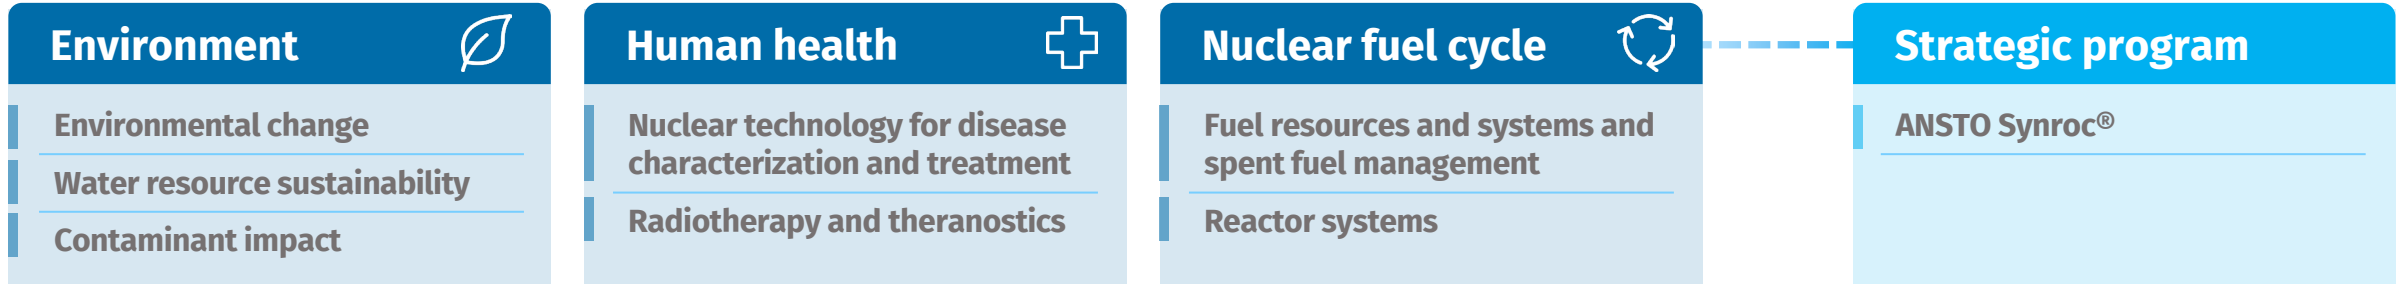 Environment
Environmental change
Water resource sustainability
Contaminant impact
Human health
Nuclear technology for disease
characterization and treatment
Radiotherapy and theranostics
Nuclear fuel cycle
Fuel resources and systems and
spent fuel management
Reactor systems
Strategic program
ANSTO Synroc®